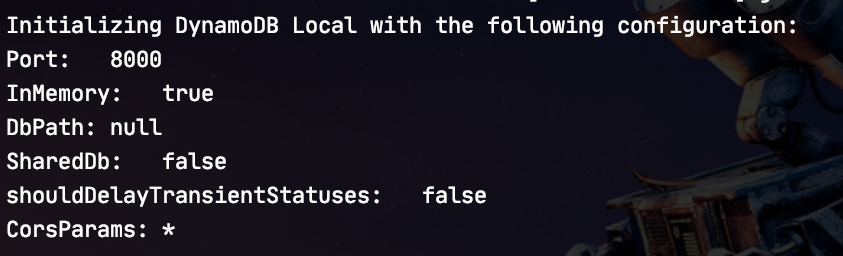 Initializing DynamoDB Local with the following configuration:
Port:   8000
InMemory:   true
DbPath: null
SharedDb:   false
shouldDelayTransientStatuses:   false
CorsParams: *